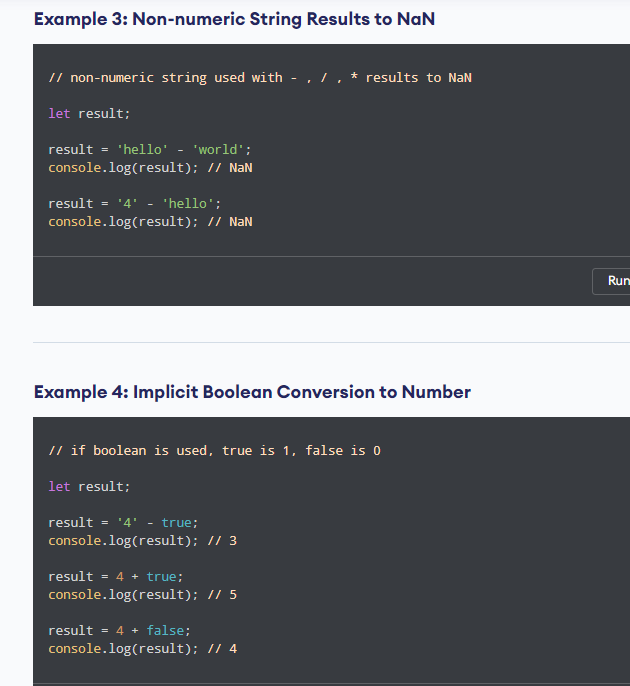 Example 3: Non-numeric String Results to NaN
// non-numeric string used with - , / , * results to NaN
let result;
result = 'hello' - 'world';
console.log(result); // NaN
result = '4' - 'hello';
console.log(result); // NaN
Run
Example 4: Implicit Boolean Conversion to Number
// if boolean is used, true is 1, false is 0
let result;
result = '4' - true;
console.log(result); // 3
result = 4 + true;
console.log(result); // 5
result = 4 + false;
console.log(result); // 4